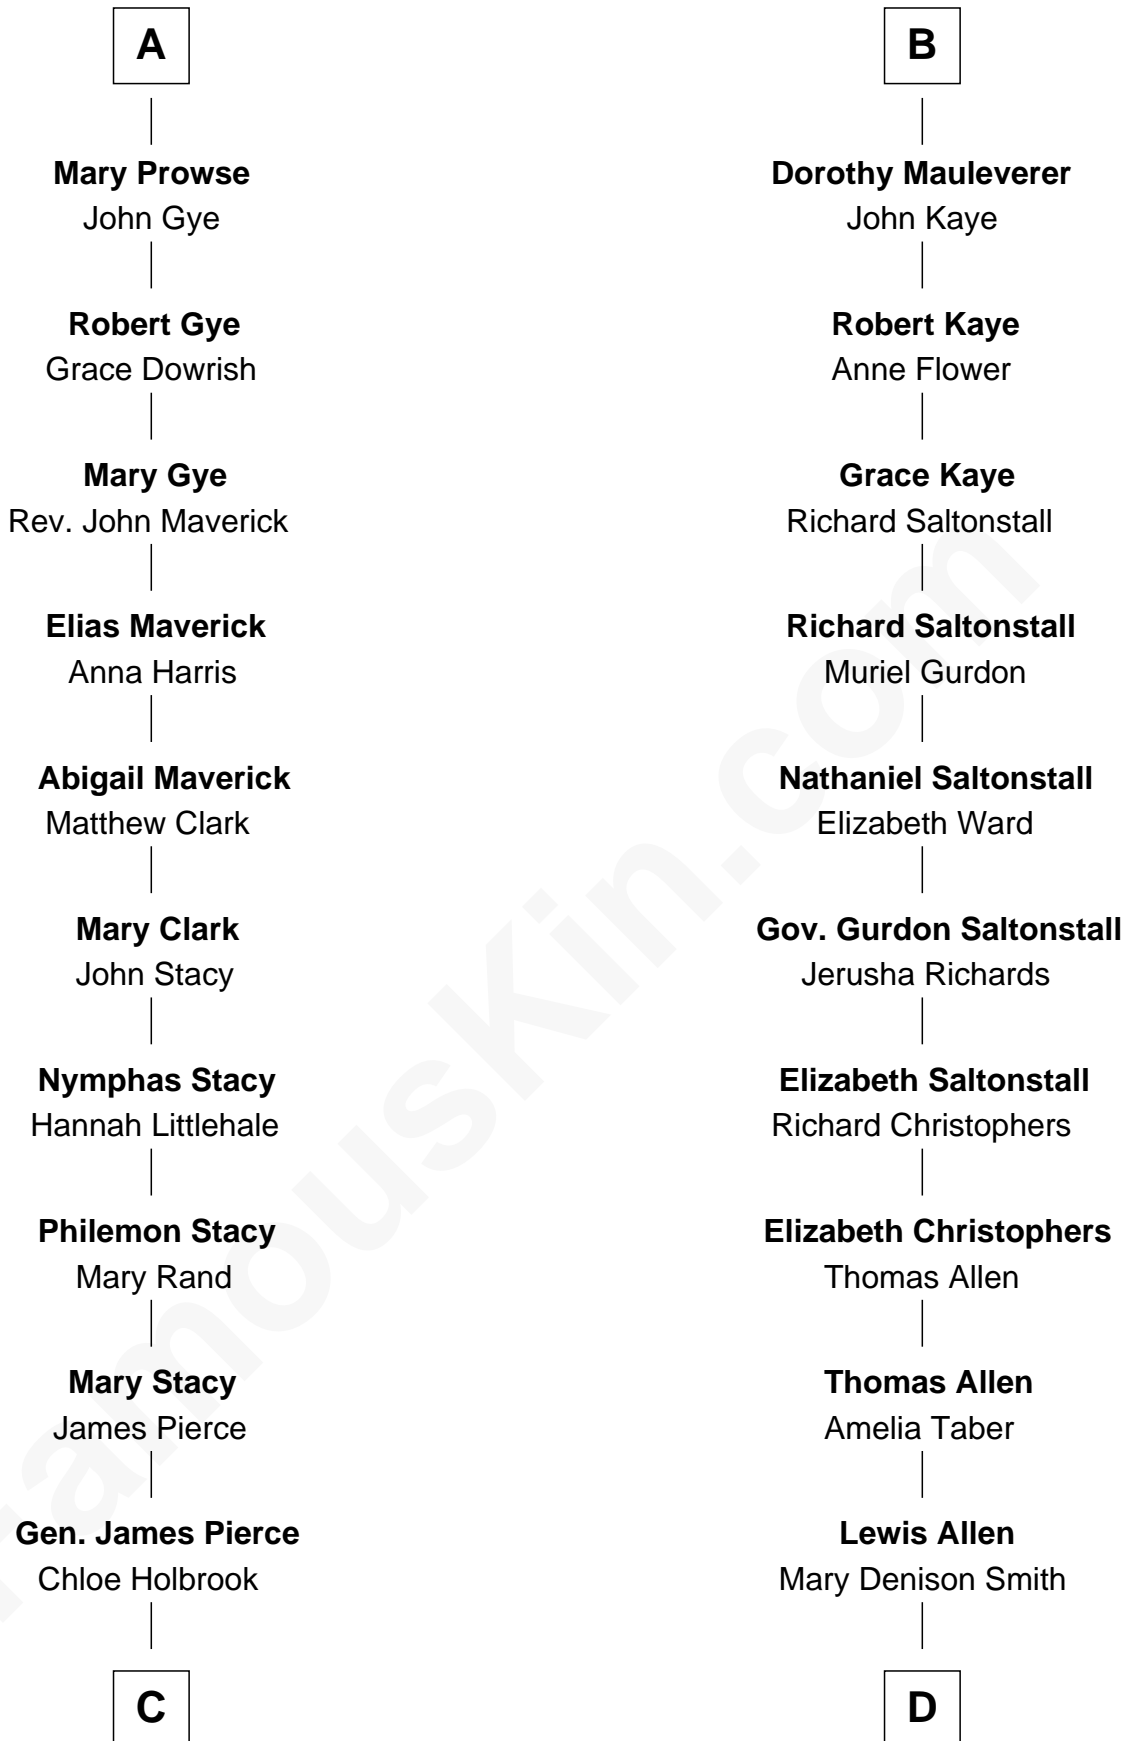 A
Mary Prowse
John Gye
Robert Gye
Grace Dowrish
Mary Gye
Rev. John Maverick
Elias Maverick
Anna Harris
Abigail Maverick
Matthew Clark
Mary Clark
John Stacy
Nymphas Stacy
Hannah Littlehale
Philemon Stacy
Mary Rand
Mary Stacy
James Pierce
Gen. James Pierce
Chloe Holbrook
C
B
Dorothy Mauleverer
John Kaye
Robert Kaye
Anne Flower
Grace Kaye
Richard Saltonstall
Richard Saltonstall
Muriel Gurdon
Nathaniel Saltonstall
Elizabeth Ward
Gov. Gurdon Saltonstall
Jerusha Richards
Elizabeth Saltonstall
Richard Christophers
Elizabeth Christophers
Thomas Allen
Thomas Allen
Amelia Taber
Lewis Allen
Mary Denison Smith
D
FamousKin.com